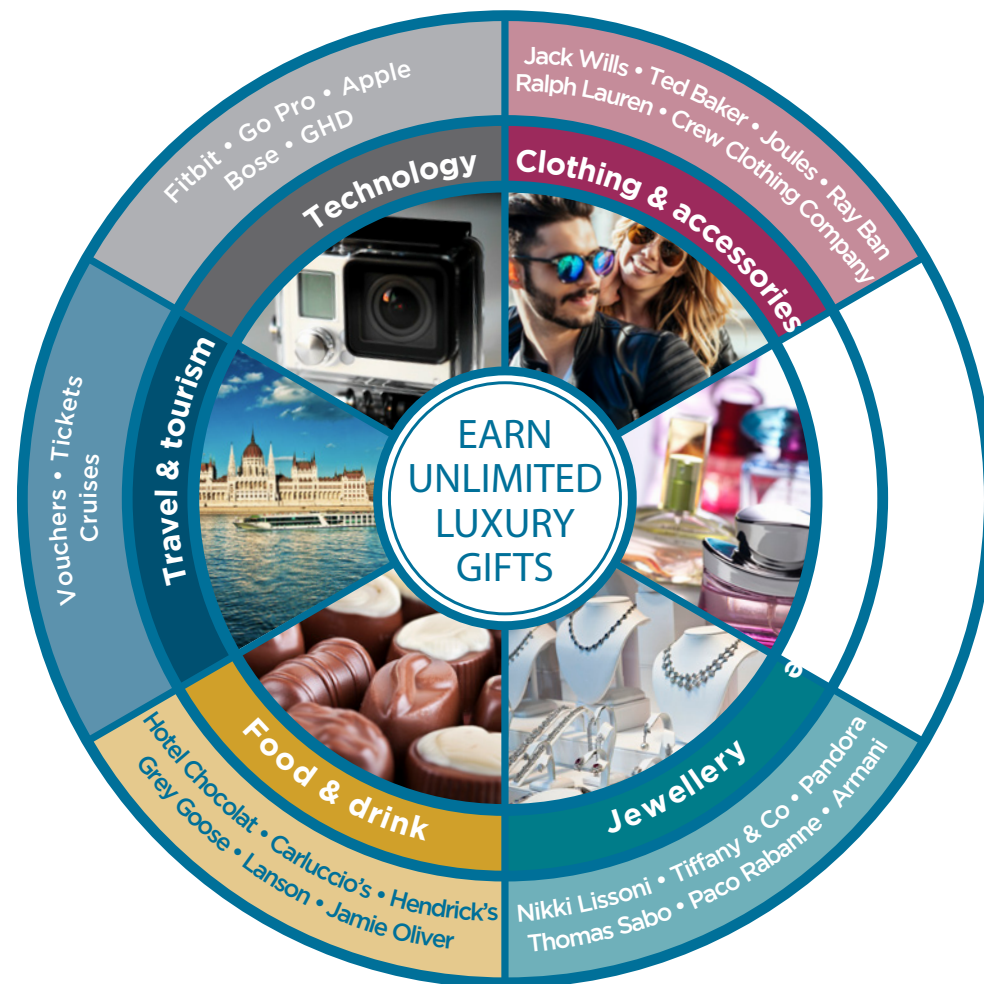 EARN
UNLIMITED
LUXURY
GIFTS
Technology
Fitbit • Go Pro • Apple
Bose • GHD
Clothing & accessories
Jack Wills • Ted Baker • Joules • Ray Ban
Ralph Lauren • Crew Clothing Company
Jewellery
Nikki Lissoni • Tiffany & Co • Pandora
Thomas Sabo • Paco Rabanne • Armani
Food & drink
Hotel Chocolat • Carluccio's • Hendrick's
Grey Goose • Lanson • Jamie Oliver
Travel & tourism
Vouchers • Tickets
Cruises